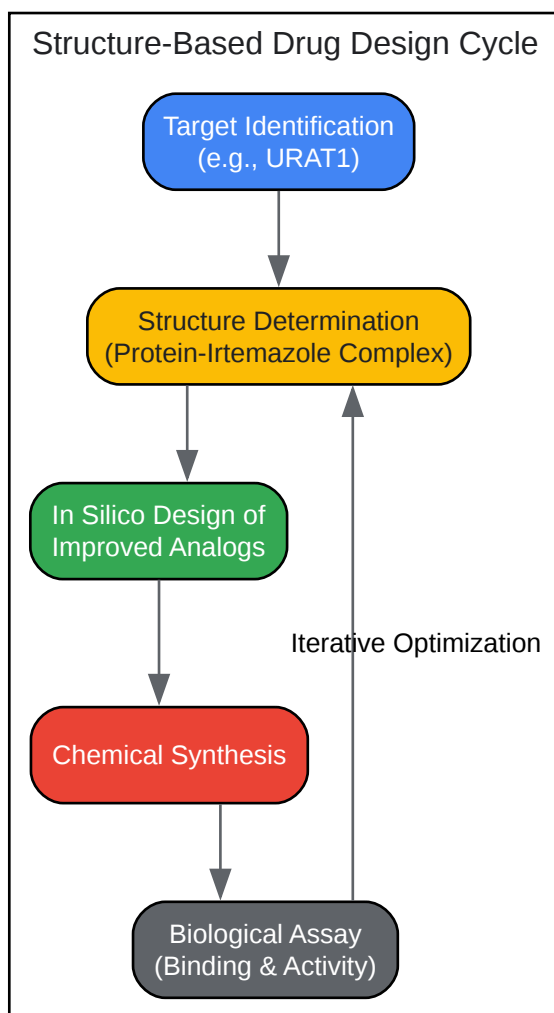 Structure-Based Drug Design Cycle
Target Identification
(e.g., URAT1)
Structure Determination
(Protein-Irtemazole Complex)
In Silico Design of
Improved Analogs
Iterative Optimization
Chemical Synthesis
Biological Assay
(Binding & Activity)